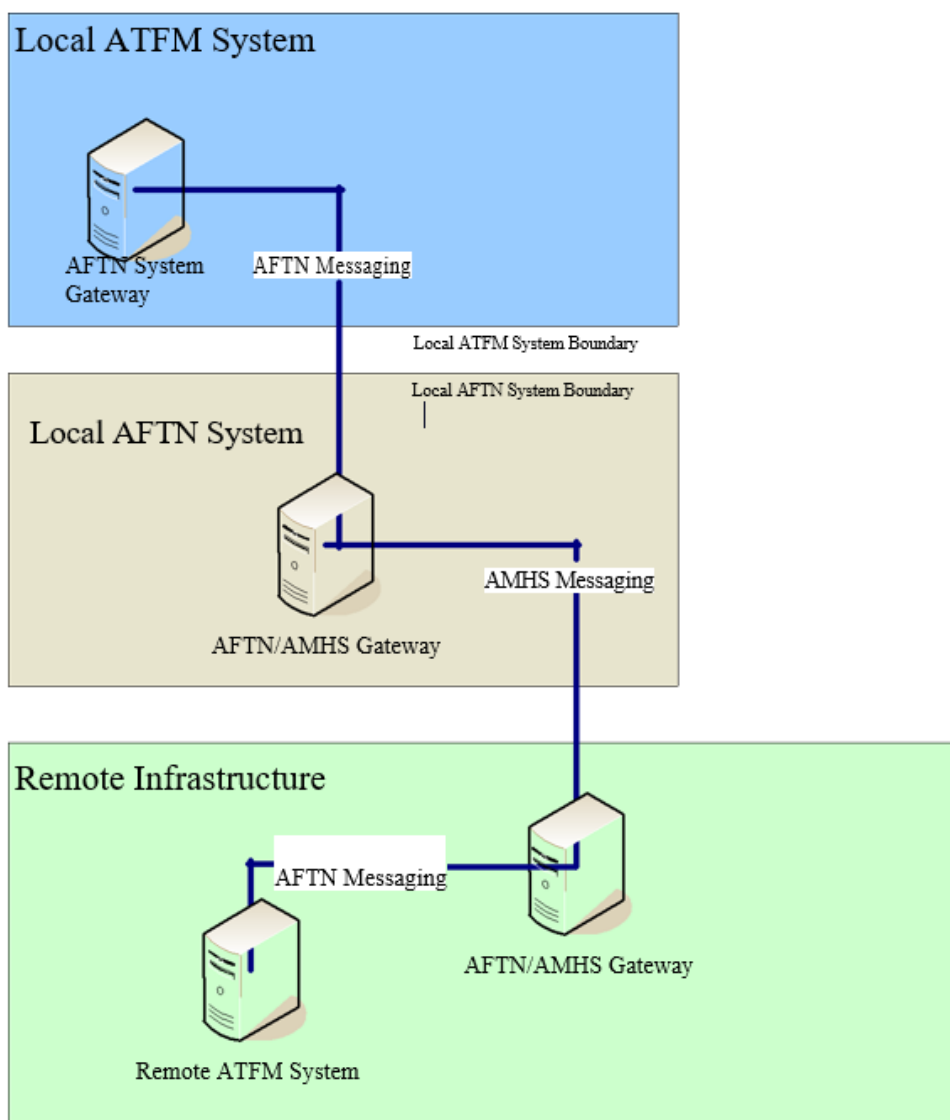 Local ATFM System
AFTN System
Gateway
AFTN Messaging
Local ATFM System Boundary
Local AFTN System Boundary
Local AFTN System
AMHS Messaging
AFTN/AMHS Gateway
Remote Infrastructure
AFTN Messaging
AFTN/AMHS Gateway
Remote ATFM System